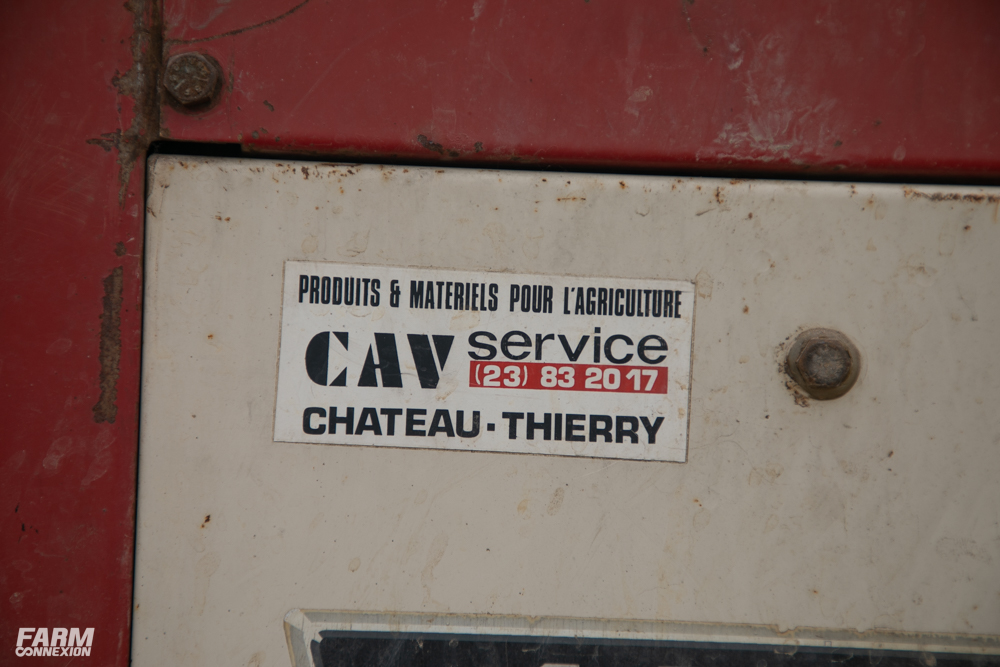 PRODUITS & MATERIELS POUR L'AGRICULTURE
CAV service
(23) 83 20 17
CHATEAU-THIERRY
FARM
CONNEXION